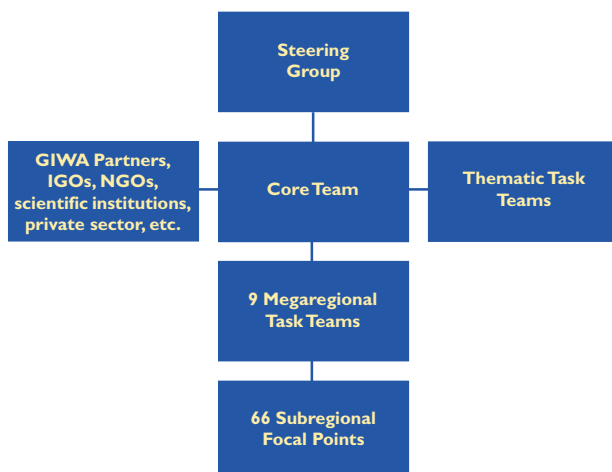 Steering
Group
GIWA Partners,
IGOs, NGOs,
scientific institutions,
private sector, etc.
Core Team
Thematic Task
Teams
9 Megaregional
Task Teams
66 Subregional
Focal Points